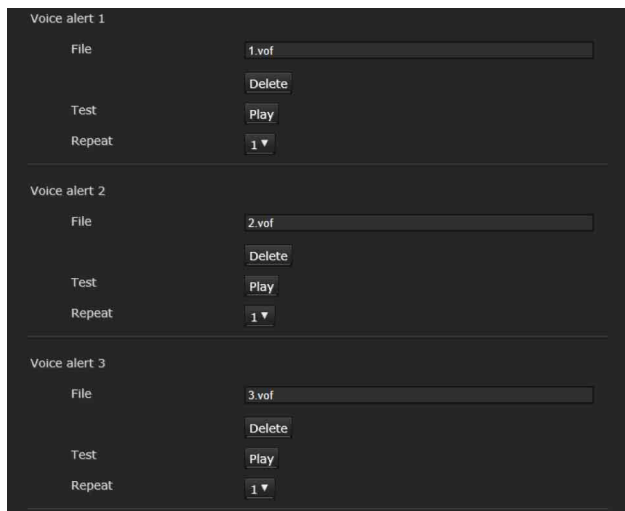 Voice alert 1
File 1.vof
Delete
Test Play
Repeat 1
Voice alert 2
File 2.vof
Delete
Test Play
Repeat 1
Voice alert 3
File 3.vof
Delete
Test Play
Repeat 1